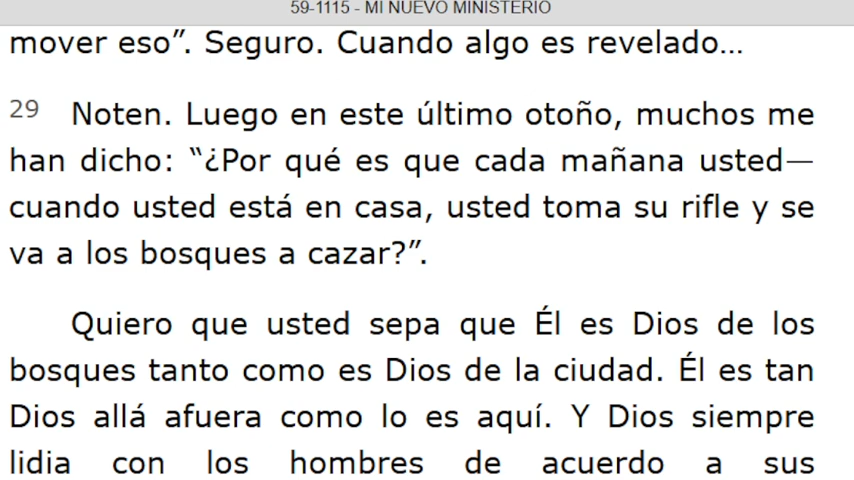 59-1115 - MI NUEVO MINISTERIO
mover eso”. Seguro. Cuando algo es revelado...
29 Noten. Luego en este último otoño, muchos me
han dicho: “¿Por qué es que cada mañana usted—
cuando usted está en casa, usted toma su rifle y se
va a los bosques a cazar?”.
Quiero que usted sepa que Él es Dios de los
bosques tanto como es Dios de la ciudad. Él es tan
Dios allá afuera como lo es aquí. Y Dios siempre
lidia con los hombres de acuerdo a sus